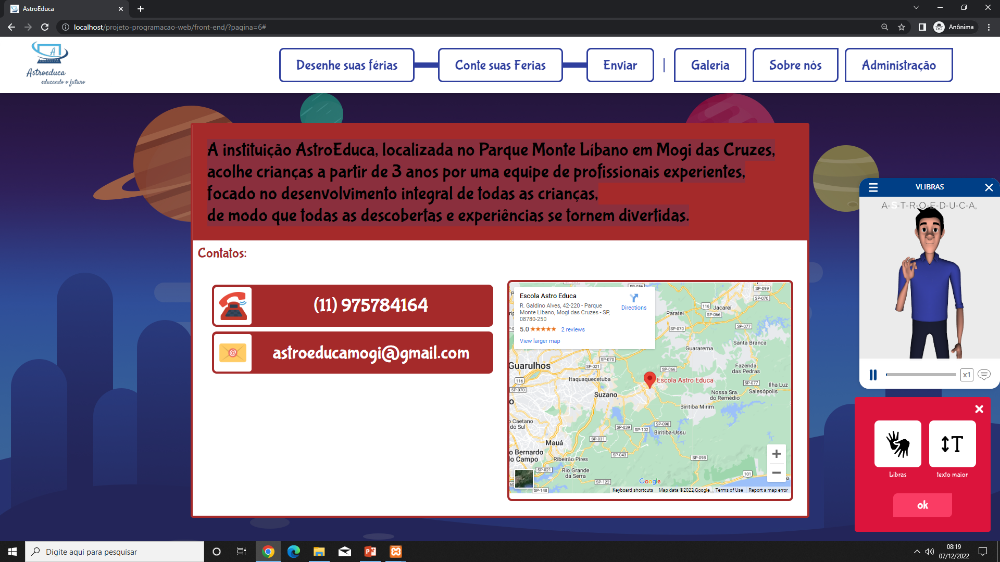 AstroEduca
localhost/projeto-programacao-web/front-end/?pagina=6#
Anônima
A
Astroeduca
educando o futuro
Desenhe suas férias
Conte suas Ferias
Enviar
Galeria
Sobre nós
Administração
A instituição AstroEduca, localizada no Parque Monte Líbano em Mogi das Cruzes,
acolhe crianças a partir de 3 anos por uma equipe de profissionais experientes,
focado no desenvolvimento integral de todas as crianças,
de modo que todas as descobertas e experiências se tornem divertidas.
Contatos:
(11) 975784164
@
astroeducamogi@gmail.com
Escola Astro Educa
R. Galdino Alves, 42-220 - Parque
Monte Libano, Mogi das Cruzes - SP,
08780-250
5.0
2 reviews
View larger map
Directions
SP-056
SP-099
SP-070
116
Jacareí
Paratei
SP-066
SP-070
SP-077
Santa Branca
Guararema
SP-070
Guarulhos
SP-021
SP-066
Fazenda
das Pedras
116
Itaquaquecetuba
Escola Astro Educa
SP-077
Ilha Luz
SP-070
Suzano
Nossa Sra.
do Remédio
Salesópolis
Biritiba Mirim
o Caetano
do Sul
SP-039
SP-102
SP-098
Biritiba-Ussu
SP-031
Mauá
o Bernardo
lo Campo
Ribeirão Pires
SP-043
SP-098
SP-021
Rio Grande
da Serra
101
SP-122
SP-148
Google
Keyboard shortcuts
Map data ©2022 Google
Terms of Use
Report a map error
VLIBRAS
A-S-T-R-O-E-D-U-C-A,
x1
T
Libras
texto maior
ok
Digite aqui para pesquisar
08:19
07/12/2022